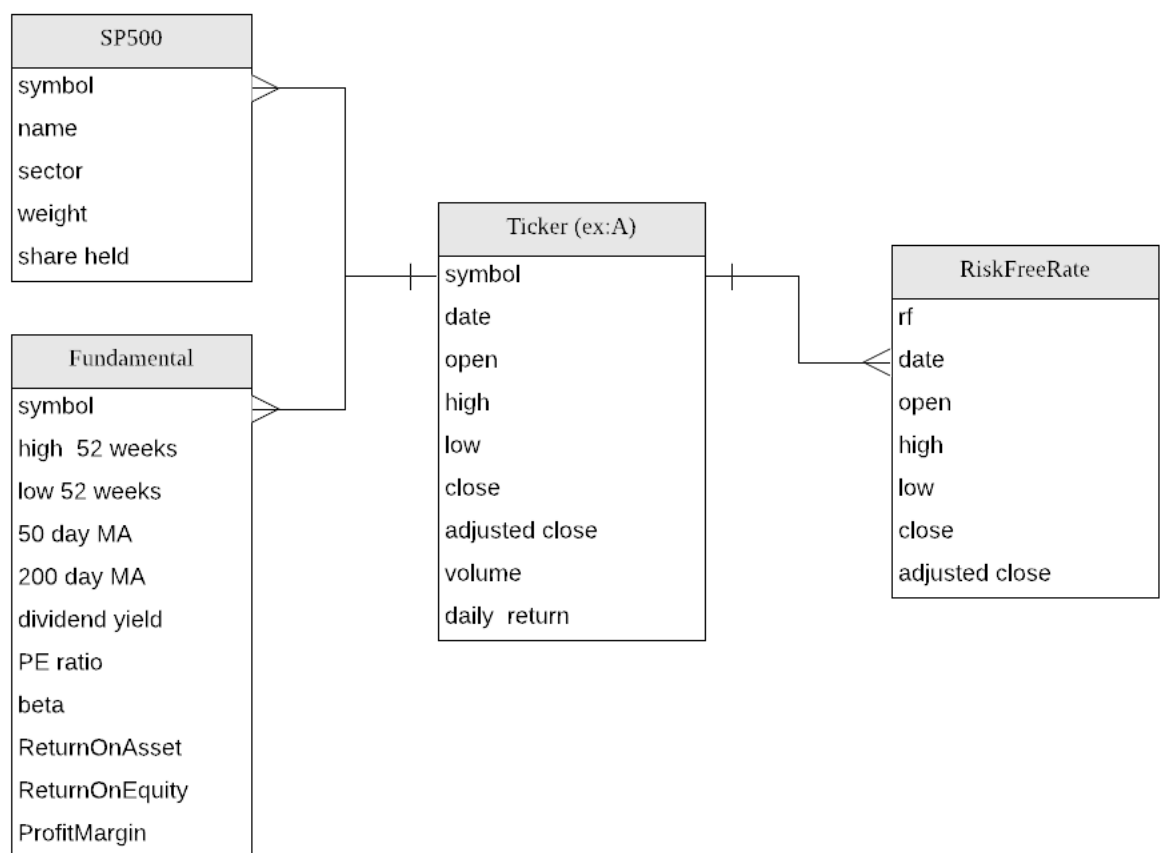 SP500
symbol
name
sector
weight
share held
Fundamental
symbol
high 52 weeks
low 52 weeks
50 day MA
200 day MA
dividend yield
PE ratio
beta
ReturnOnAsset
ReturnOnEquity
ProfitMargin
Ticker (ex:A)
symbol
date
open
high
low
close
adjusted close
volume
daily return
RiskFreeRate
rf
date
open
high
low
close
adjusted close